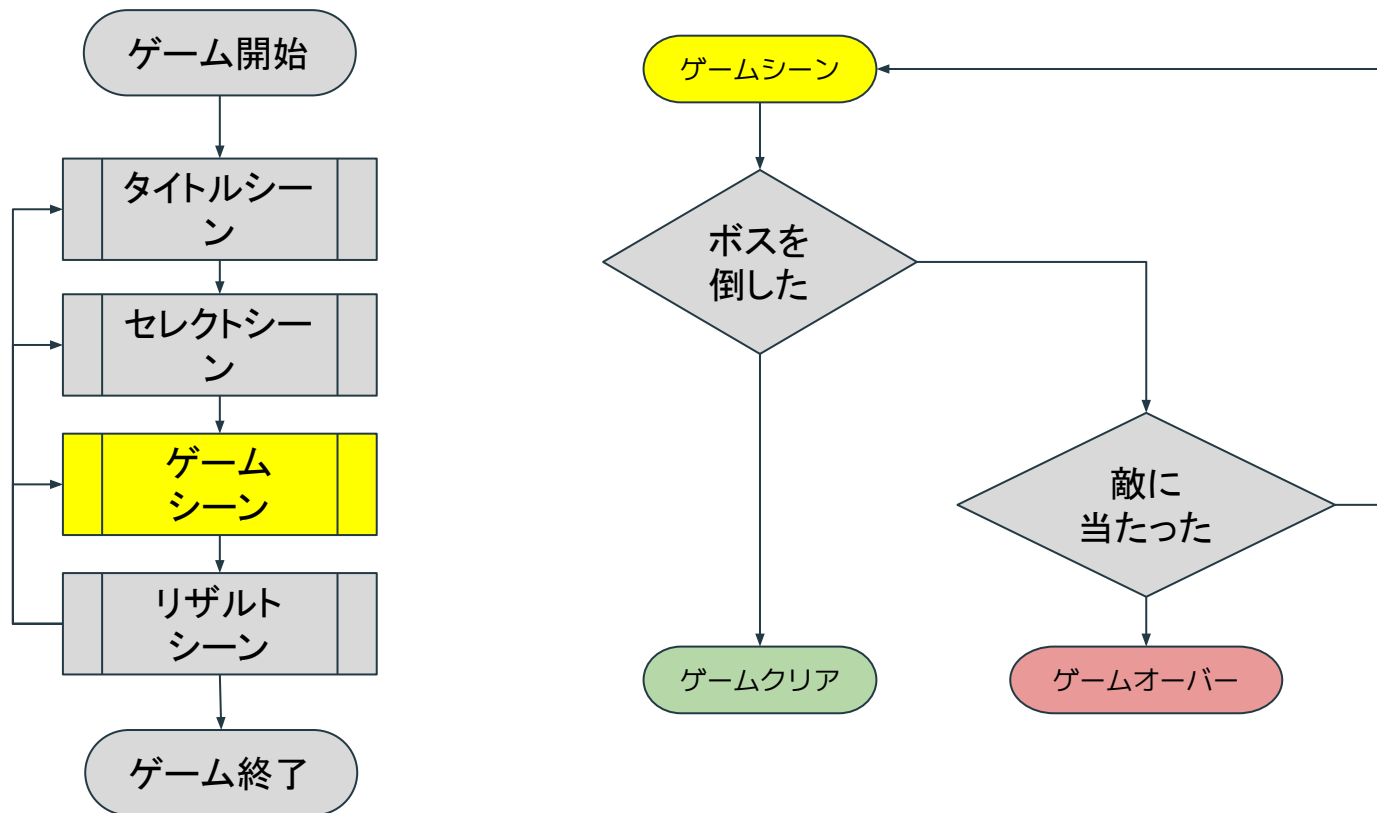 ゲーム開始
タイトルシー
ン
セレクトシー
ン
ゲーム
シーン
リザルト
シーン
ゲーム終了
ゲームシーン
ボスを
倒した
敵に
当たった
ゲームクリア
ゲームオーバー